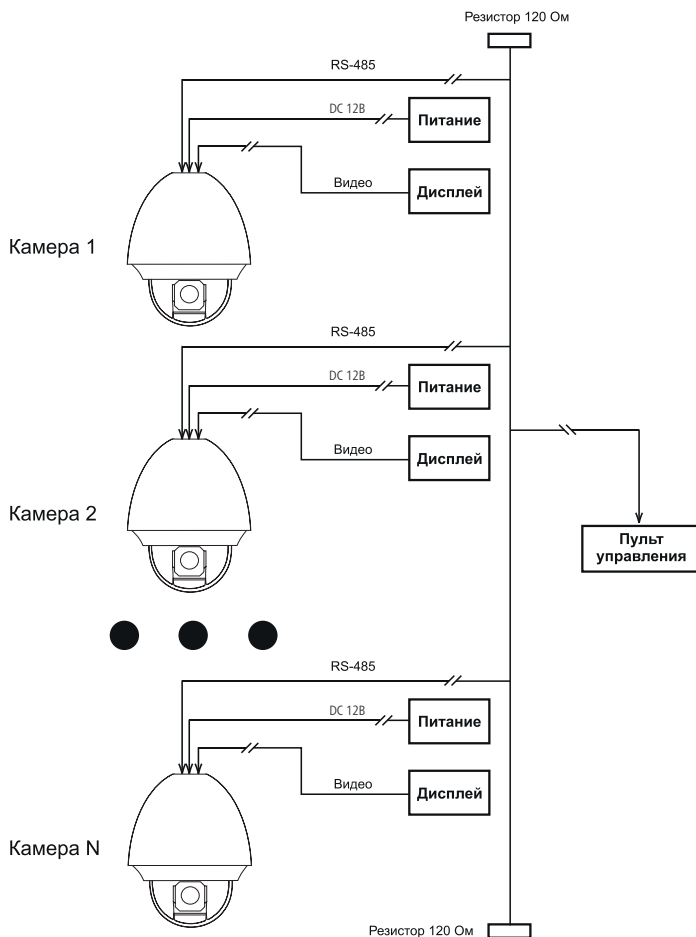 Резистор 120 Ом
RS-485
DC 12В
Питание
Видео
Дисплей
Камера 1
RS-485
DC 12В
Питание
Видео
Дисплей
Камера 2
Пульт
управления
RS-485
DC 12В
Питание
Видео
Дисплей
Камера N
Резистор 120 Ом